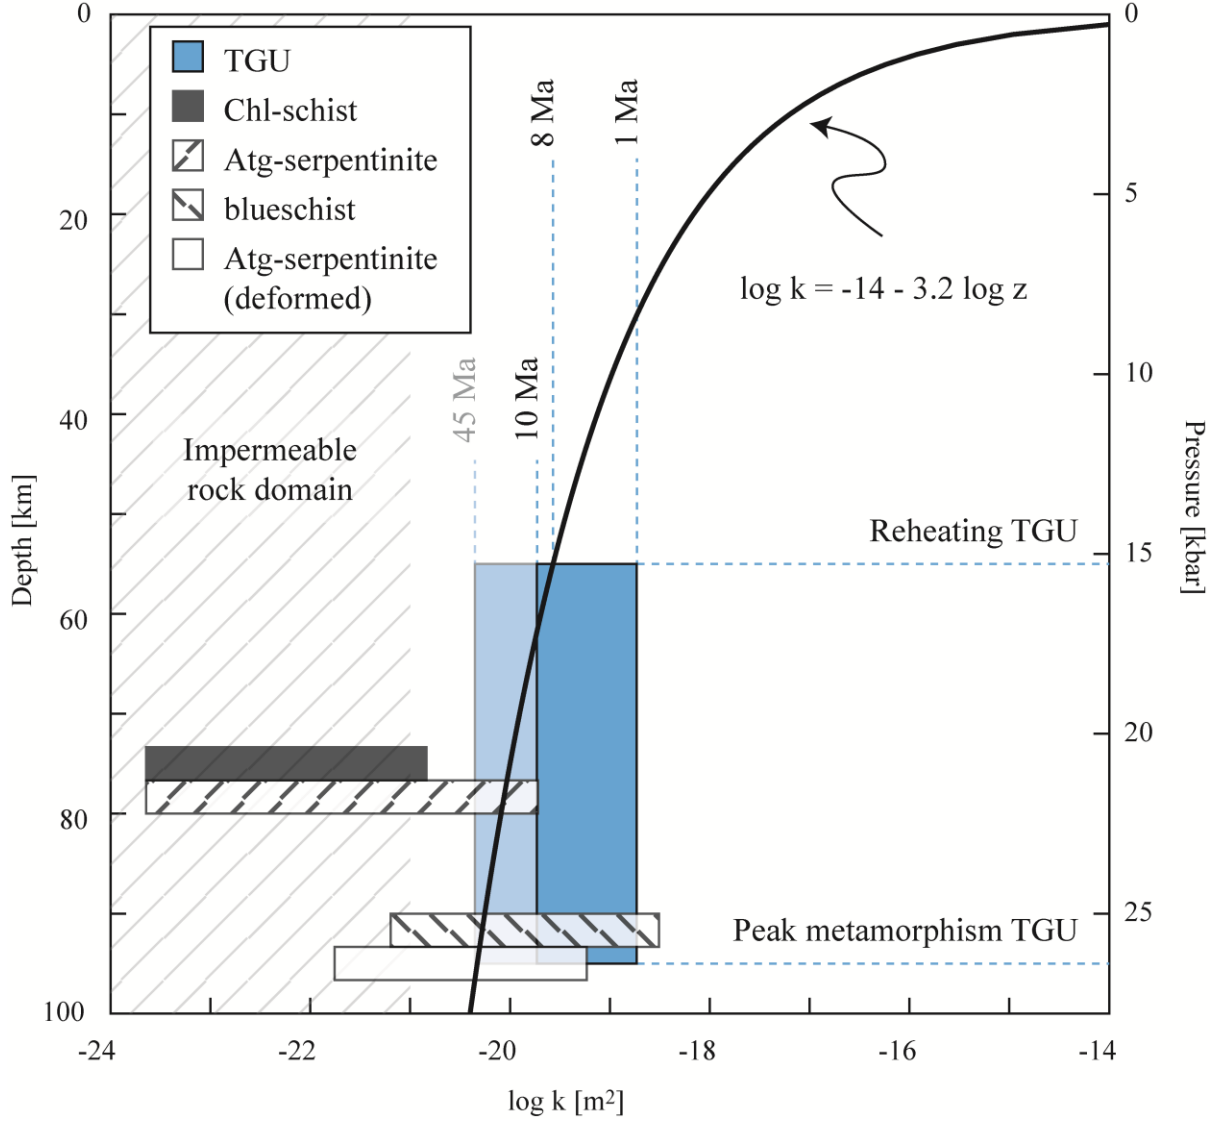 0
0
TGU
Chl-schist
Atg-serpentinite
blueschist
Atg-serpentinite
(deformed)
8 Ma
1 Ma
5
20
log k = -14 - 3.2 log z
45 Ma
10 Ma
10
40
Impermeable
rock domain
Depth [km]
Pressure [kbar]
Reheating TGU
15
60
20
80
25
Peak metamorphism TGU
100
-24
-22
-20
-18
-16
-14
log k [m²]